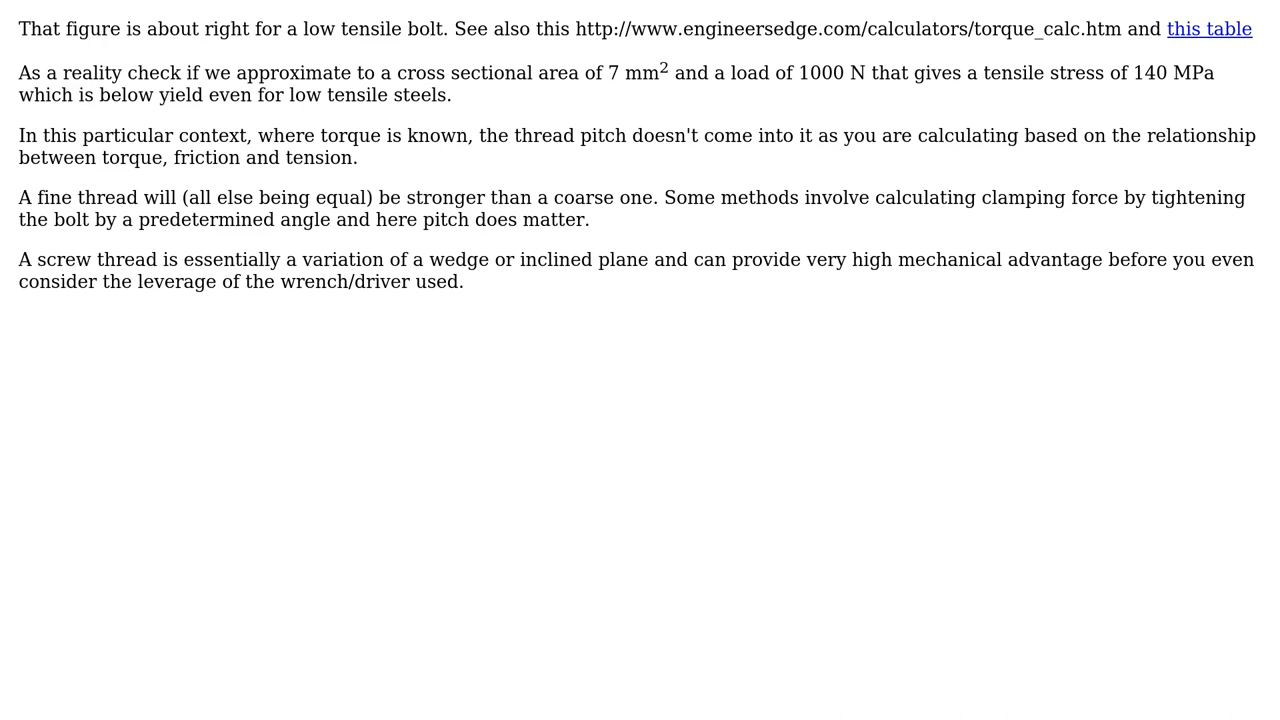 That figure is about right for a low tensile bolt. See also this http://www.engineersedge.com/calculators/torque_calc.htm and this table
As a reality check if we approximate to a cross sectional area of 7 mm² and a load of 1000 N that gives a tensile stress of 140 MPa
which is below yield even for low tensile steels.
In this particular context, where torque is known, the thread pitch doesn't come into it as you are calculating based on the relationship
between torque, friction and tension.
A fine thread will (all else being equal) be stronger than a coarse one. Some methods involve calculating clamping force by tightening
the bolt by a predetermined angle and here pitch does matter.
A screw thread is essentially a variation of a wedge or inclined plane and can provide very high mechanical advantage before you even
consider the leverage of the wrench/driver used.